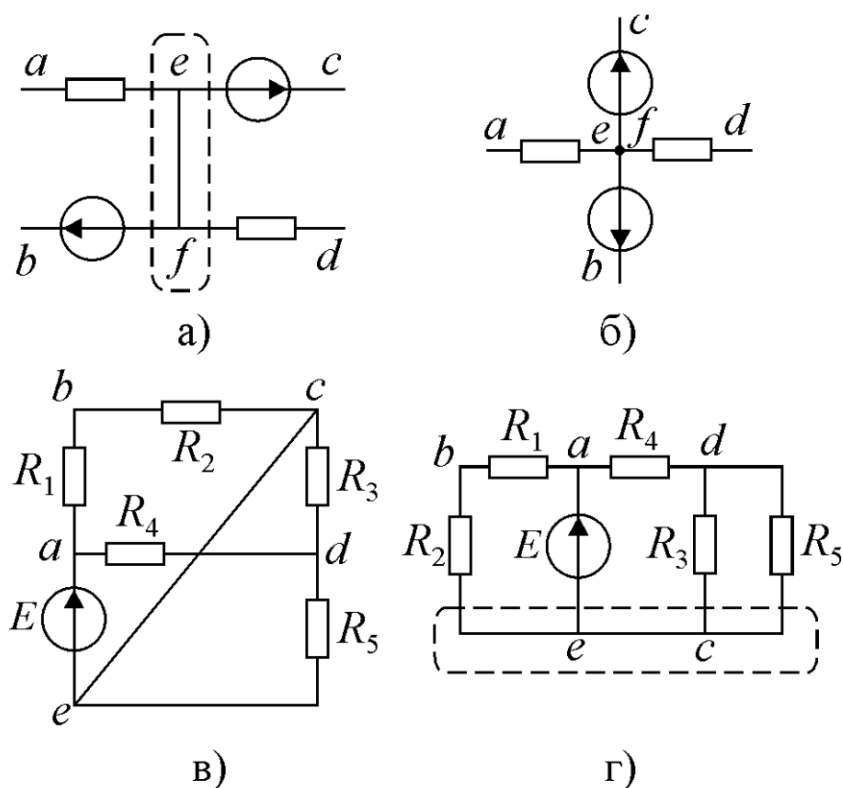 a e c
b f d
а)
c
a e f d
b
б)
b c
R2
R1 R3
R4
a d
E R5
e
в)
b R1 a R4 d
R2 E R3 R5
e c
г)